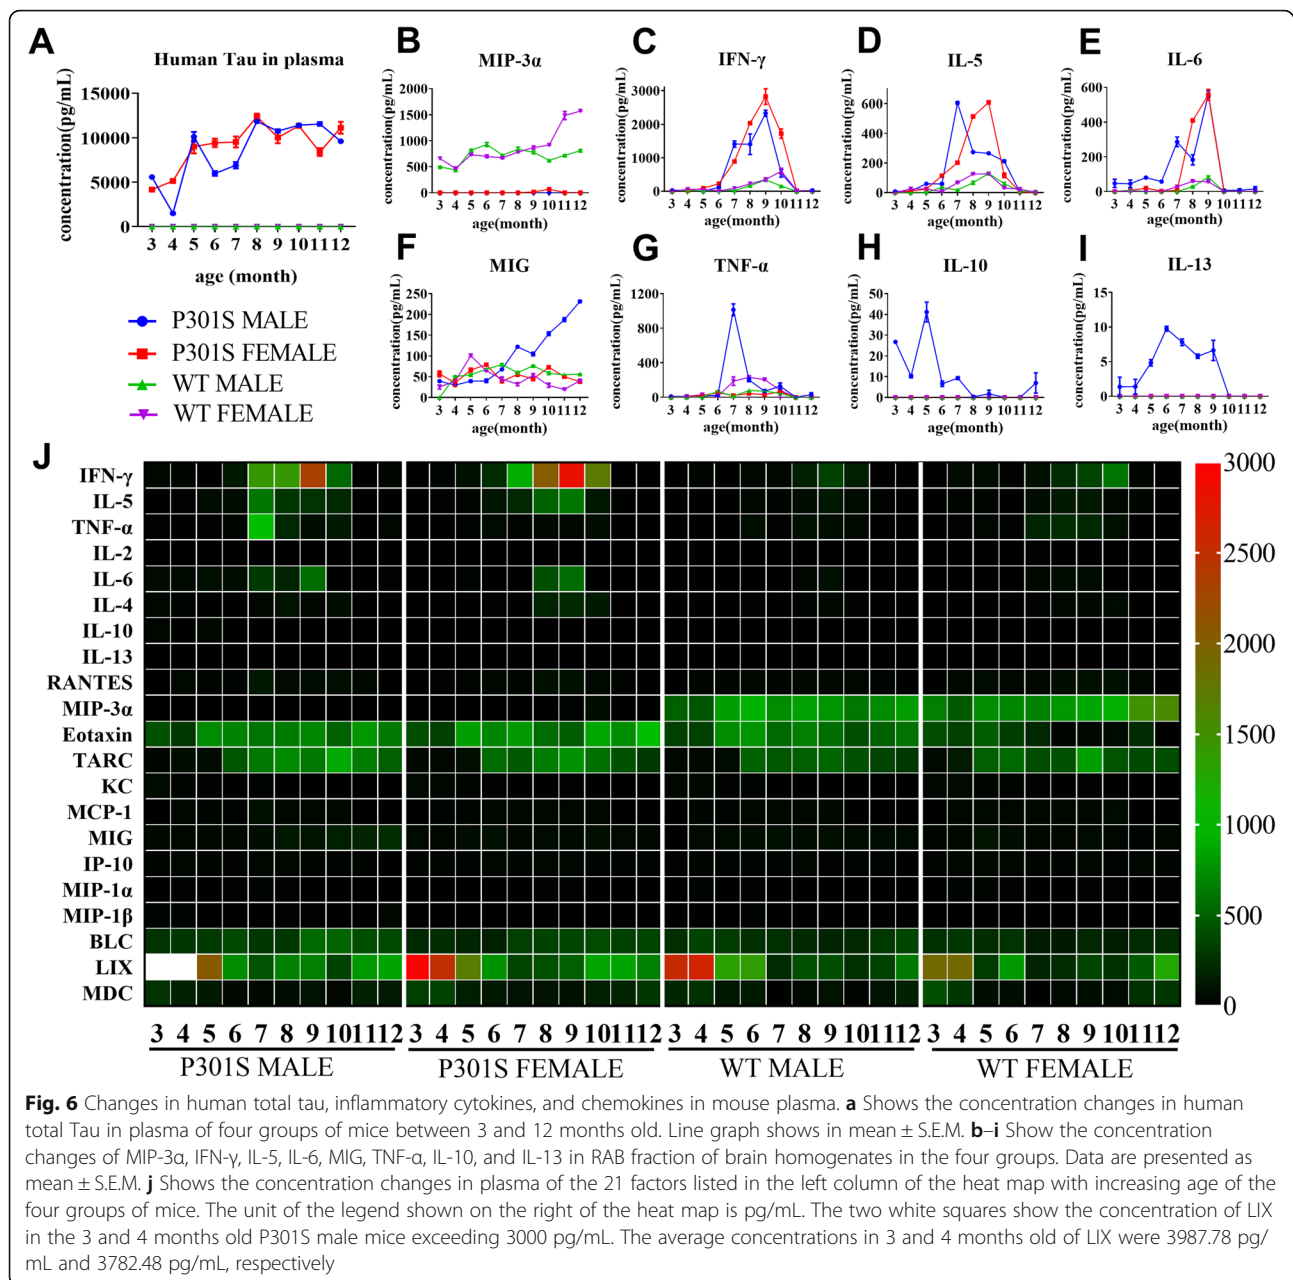 A
Human Tau in plasma
concentration(pg/mL)
15000
10000
5000
0
3 4 5 6 7 8 9 10 11 12
age (month)
P301S MALE
P301S FEMALE
WT MALE
WT FEMALE
B
MIP-3α
concentration(pg/mL)
2000
1500
1000
500
0
3 4 5 6 7 8 9 10 11 12
age(month)
C
IFN-γ
concentration(pg/mL)
3000
2000
1000
0
3 4 5 6 7 8 9 10 11 12
age(month)
D
IL-5
concentration(pg/mL)
600
400
200
0
3 4 5 6 7 8 9 10 11 12
age(month)
E
IL-6
concentration(pg/mL)
600
400
200
0
3 4 5 6 7 8 9 10 11 12
age(month)
F
MIG
concentration(pg/mL)
250
200
150
100
50
0
3 4 5 6 7 8 9 10 11 12
age(month)
G
TNF-α
concentration(pg/mL)
1200
800
400
0
3 4 5 6 7 8 9 10 11 12
age(month)
H
IL-10
concentration(pg/mL)
50
40
30
20
10
0
3 4 5 6 7 8 9 10 11 12
age(month)
I
IL-13
concentration(pg/mL)
15
10
5
0
3 4 5 6 7 8 9 10 11 12
age(month)
J
IFN-γ
IL-5
TNF-α
IL-2
IL-6
IL-4
IL-10
IL-13
RANTES
MIP-3α
Eotaxin
TARC
KC
MCP-1
MIG
IP-10
MIP-1α
MIP-1β
BLC
LIX
MDC
3 4 5 6 7 8 9 10 11 12 3 4 5 6 7 8 9 10 11 12 3 4 5 6 7 8 9 10 11 12 3 4 5 6 7 8 9 10 11 12
P301S MALE P301S FEMALE WT MALE WT FEMALE
3000
2500
2000
1500
1000
500
0
Fig. 6 Changes in human total tau, inflammatory cytokines, and chemokines in mouse plasma. a Shows the concentration changes in human
total Tau in plasma of four groups of mice between 3 and 12 months old. Line graph shows in mean ± S.E.M. b–i Show the concentration
changes of MIP-3α, IFN-γ, IL-5, IL-6, MIG, TNF-α, IL-10, and IL-13 in RAB fraction of brain homogenates in the four groups. Data are presented as
mean ± S.E.M. j Shows the concentration changes in plasma of the 21 factors listed in the left column of the heat map with increasing age of the
four groups of mice. The unit of the legend shown on the right of the heat map is pg/mL. The two white squares show the concentration of LIX
in the 3 and 4 months old P301S male mice exceeding 3000 pg/mL. The average concentrations in 3 and 4 months old of LIX were 3987.78 pg/
mL and 3782.48 pg/mL, respectively